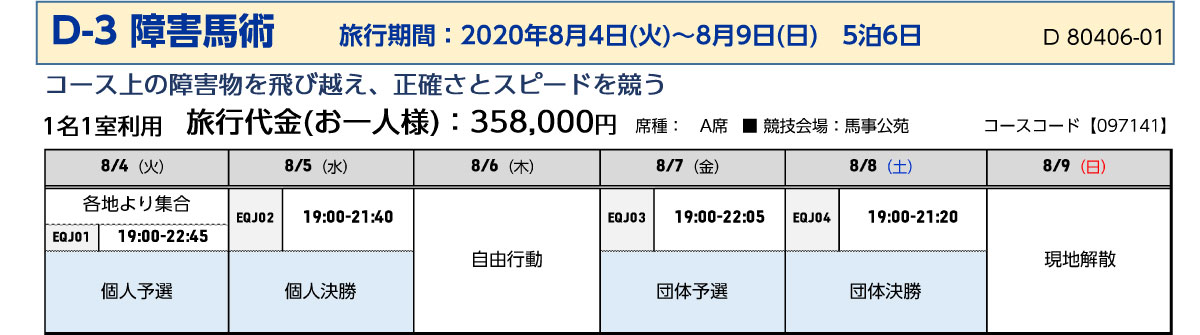 D-3 障害馬術 旅行期間：2020年8月4日(火)～8月9日(日) 5泊6日 D 80406-01
コース上の障害物を飛び越え、正確さとスピードを競う
1名1室利用 旅行代金(お一人様)：358,000円 席種： A席 ■ 競技会場：馬事公苑 コースコード【097141】
8/4（火） 8/5（水） 8/6（木） 8/7（金） 8/8（土） 8/9（日）
各地より集合
EQJ01 19:00-22:45
EQJ02 19:00-21:40
EQJ03 19:00-22:05
EQJ04 19:00-21:20
自由行動
現地解散
個人予選 個人決勝 団体予選 団体決勝